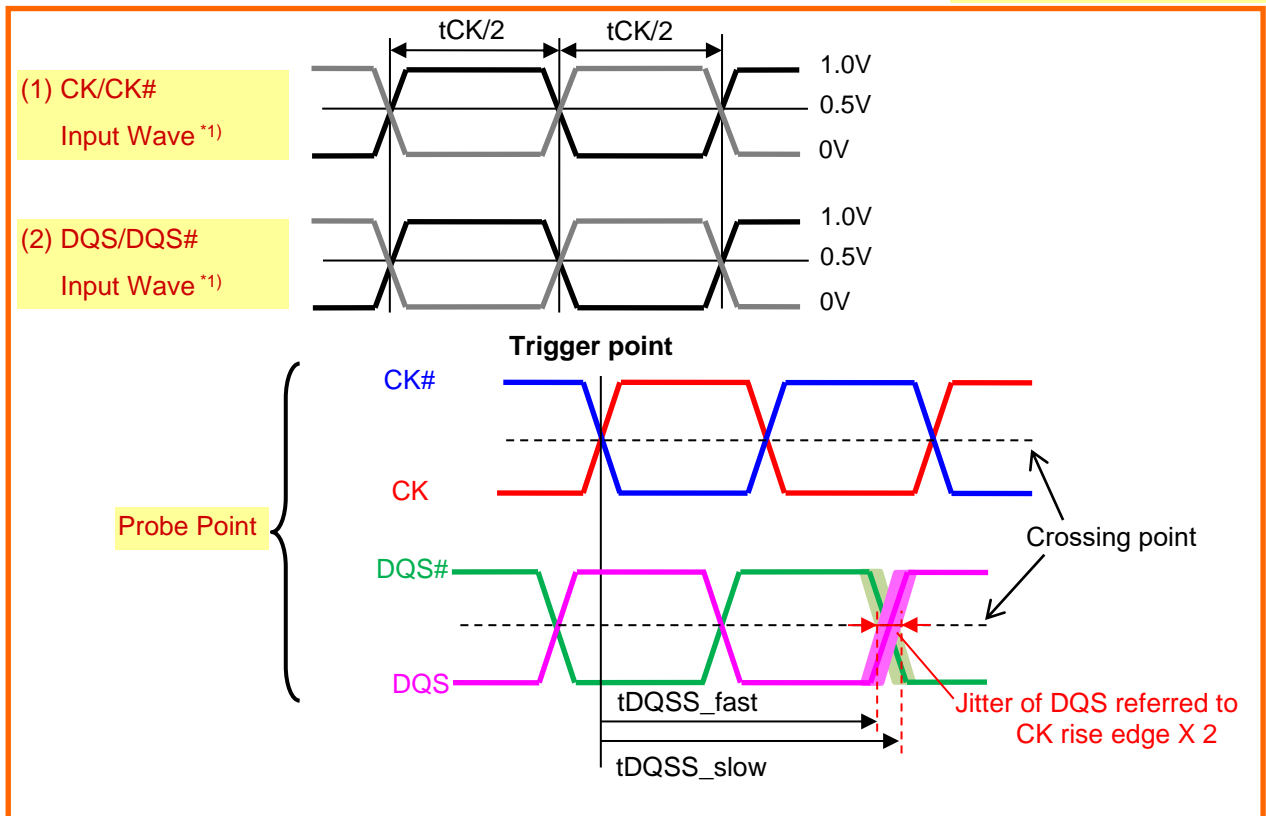 tCK/2 tCK/2
(1) CK/CK#
Input Wave *1)
1.0V
0.5V
0V
(2) DQS/DQS#
Input Wave *1)
1.0V
0.5V
0V
Trigger point
CK#
CK
Probe Point
Crossing point
DQS#
DQS
tDQSS_fast
tDQSS_slow
Jitter of DQS referred to
CK rise edge X 2